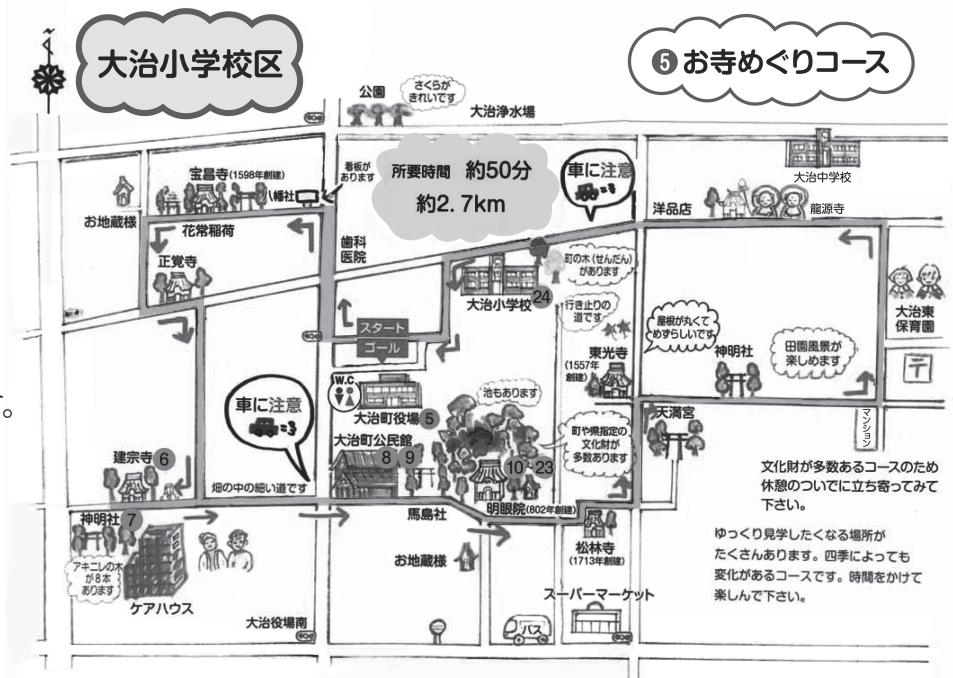 大治小学校区
❺お寺めぐりコース
公園
さくらが
きれいです
大治浄水場
所要時間 約50分
約2.7km
車に注意
大治中学校
洋品店
龍源寺
宝昌寺(1598年創建)
八幡社
看板が
あります
お地蔵様
花常稲荷
歯科
医院
正覚寺
大治小学校 24
町の木(せんだん)
があります
行き止りの
道です
スタート
ゴール
東光寺
(1557年
創建)
屋根が丸くて
めずらしいです
神明社
田園風景が
楽しめます
大治東
保育園
〒
W.C
大治町役場 5
車に注意
池もあります
大治町公民館
8 9
10~23
町や県指定の
文化財が
多数あります
天満宮
マンション
建宗寺 6
畑の中の細い道です
神明社 7
馬島社
明眼院(802年創建)
松林寺
(1713年創建)
お地蔵様
アキニレの木
が8本
あります
ケアハウス
大治役場南
スーパーマーケット
バス
文化財が多数あるコースのため
休憩のついでに立ち寄ってみて
下さい。
ゆっくり見学したくなる場所が
たくさんあります。四季によっても
変化があるコースです。時間をかけて
楽しんで下さい。
。